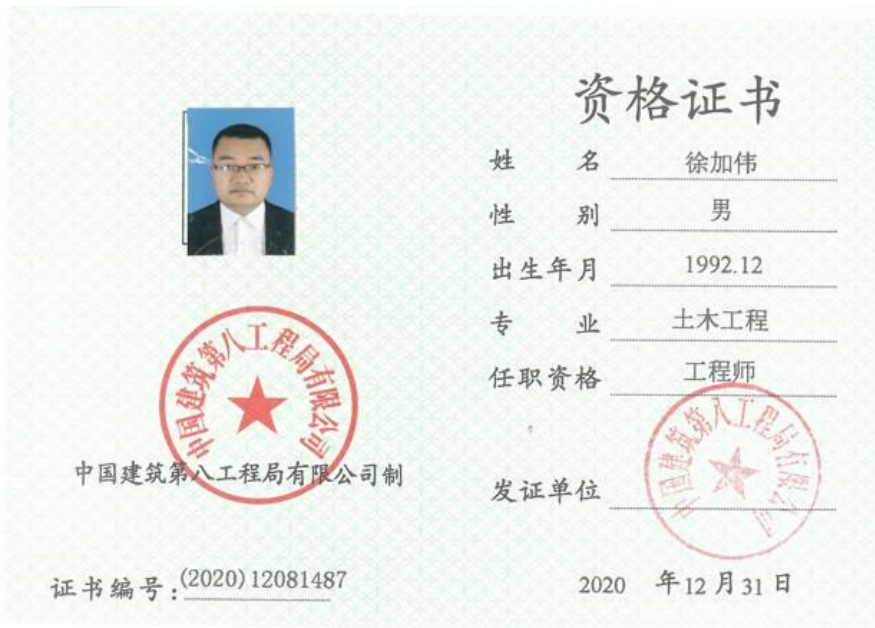 中国建筑第八工程局有限公司
中国建筑第八工程局有限公司制
证书编号:(2020)12081487
资格证书
姓 名 徐加伟
性 别 男
出生年月 1992.12
专 业 土木工程
任职资格 工程师
发证单位
中国建筑第八工程局有限公司
2020 年12月31日